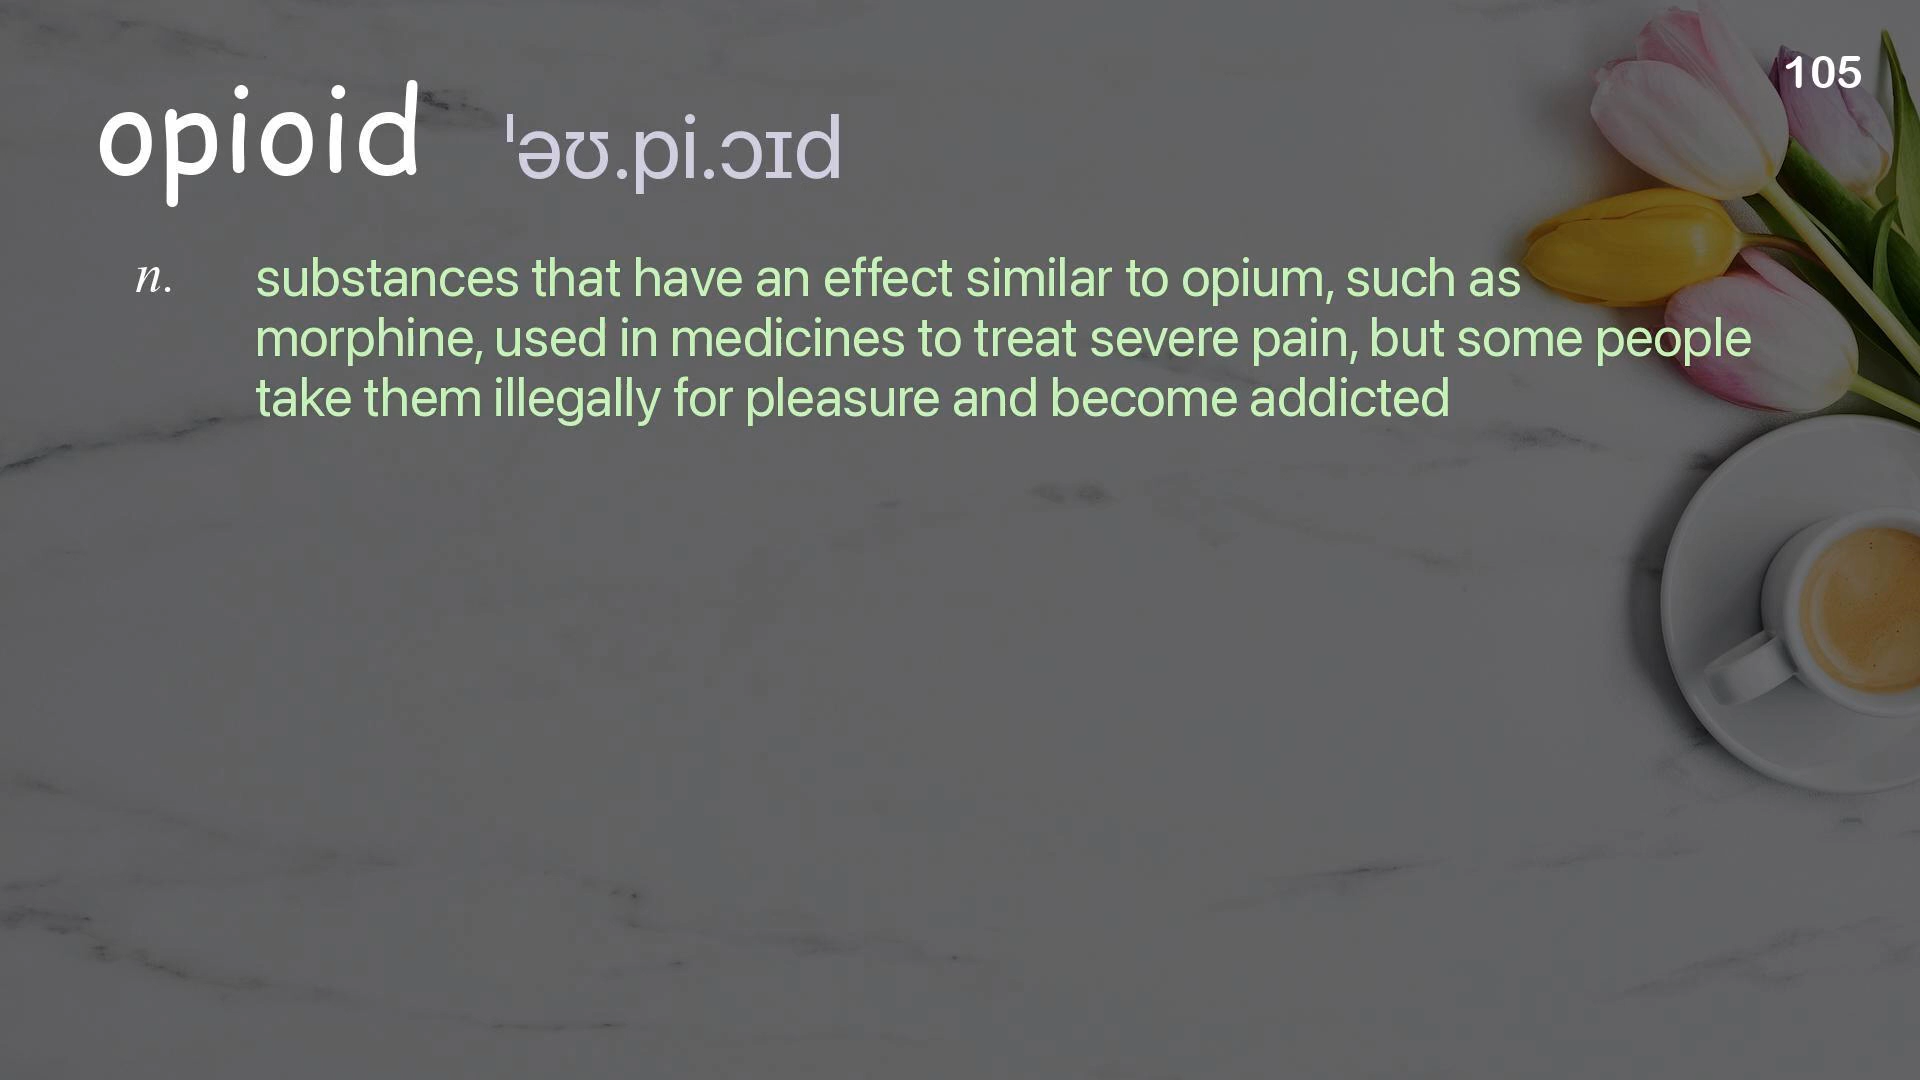 105
opioid ˈəʊ.pi.ɔɪd
n. substances that have an effect similar to opium, such as
morphine, used in medicines to treat severe pain, but some people
take them illegally for pleasure and become addicted